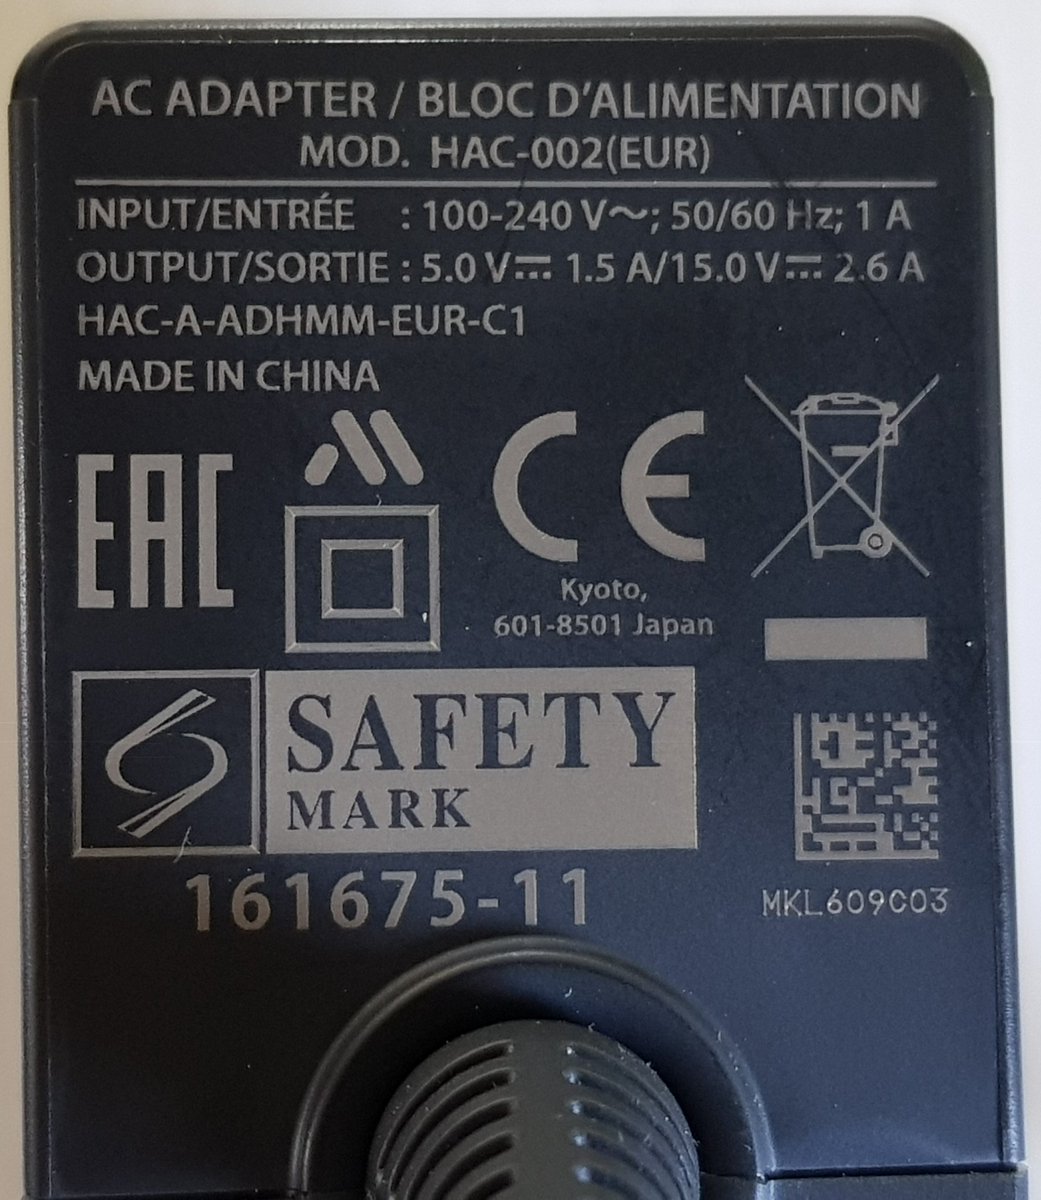 AC ADAPTER / BLOC D'ALIMENTATION
MOD. HAC-002(EUR)
INPUT/ENTRÉE : 100-240 V～; 50/60 Hz; 1 A
OUTPUT/SORTIE : 5.0 V⎓ 1.5 A/15.0 V⎓ 2.6 A
HAC-A-ADHMM-EUR-C1
MADE IN CHINA
EAC
CE
Kyoto,
601-8501 Japan
SAFETY
MARK
161675-11
MKL609C03